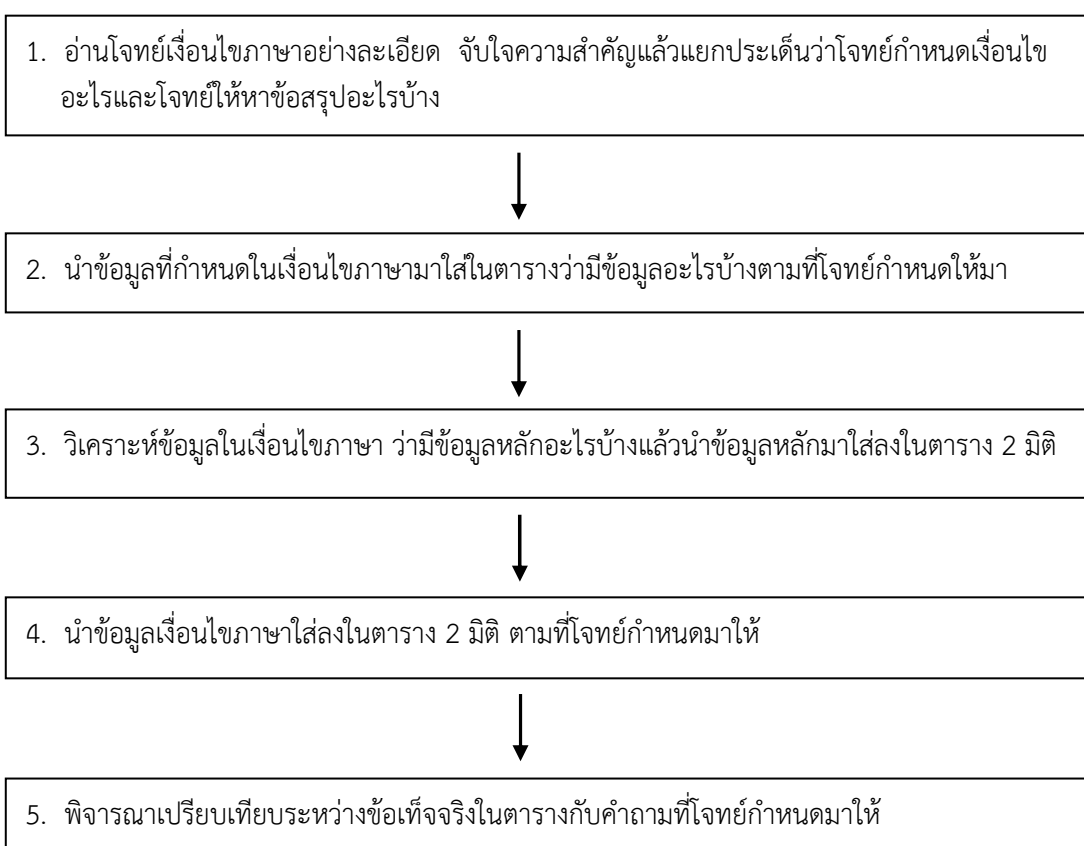 1. อ่านโจทย์เงื่อนไขภาษาอย่างละเอียด จับใจความสำคัญแล้วแยกประเด็นว่าโจทย์กำหนดเงื่อนไข
อะไรและโจทย์ให้หาข้อสรุปอะไรบ้าง
2. นำข้อมูลที่กำหนดในเงื่อนไขภาษามาใส่ในตารางว่ามีข้อมูลอะไรบ้างตามที่โจทย์กำหนดให้มา
3. วิเคราะห์ข้อมูลในเงื่อนไขภาษา ว่ามีข้อมูลหลักอะไรบ้างแล้วนำข้อมูลหลักมาใส่ลงในตาราง 2 มิติ
4. นำข้อมูลเงื่อนไขภาษาใส่ลงในตาราง 2 มิติ ตามที่โจทย์กำหนดมาให้
5. พิจารณาเปรียบเทียบระหว่างข้อเท็จจริงในตารางกับคำถามที่โจทย์กำหนดมาให้